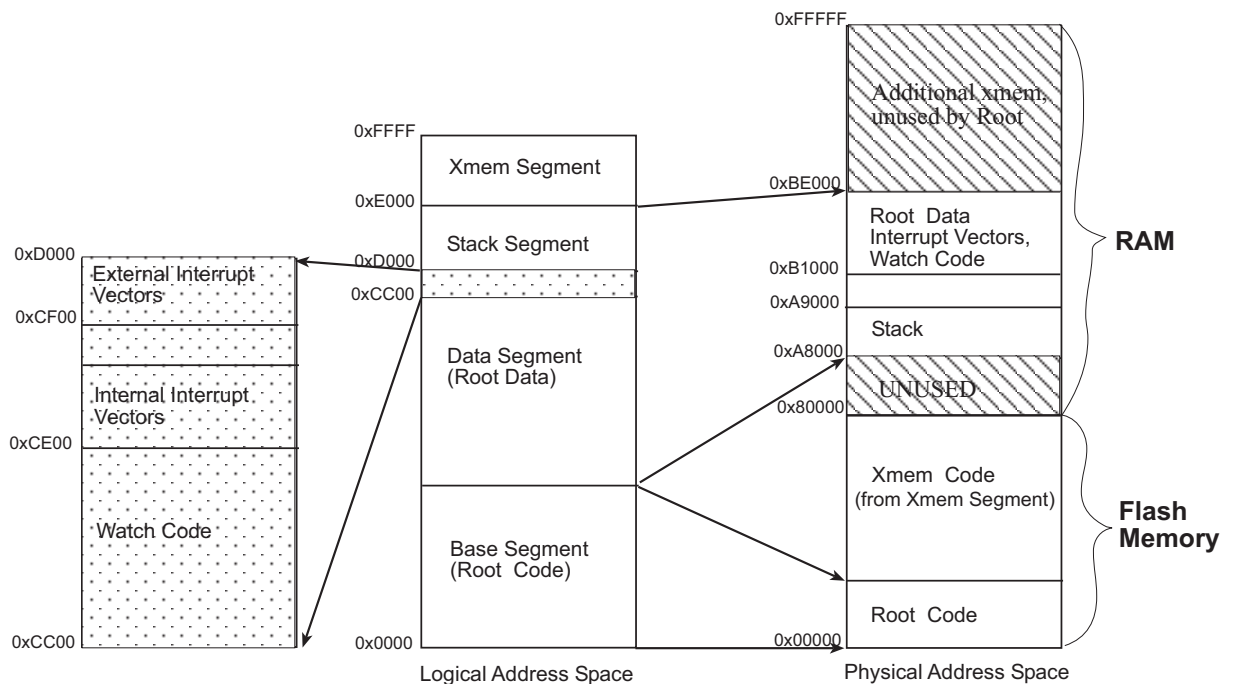 0xD000
External Interrupt
Vectors
0xCF00
Internal Interrupt
Vectors
0xCE00
Watch Code
0xCC00
0xFFFF
Xmem Segment
0xE000
Stack Segment
0xD000
0xCC00
Data Segment
(Root Data)
Base Segment
(Root Code)
0x0000
Logical Address Space
0xFFFFF
Additional xmem,
unused by Root
0xBE000
Root Data
Interrupt Vectors,
Watch Code
0xB1000
0xA9000
Stack
0xA8000
UNUSED
0x80000
Xmem Code
(from Xmem Segment)
Root Code
0x00000
Physical Address Space
RAM
Flash
Memory